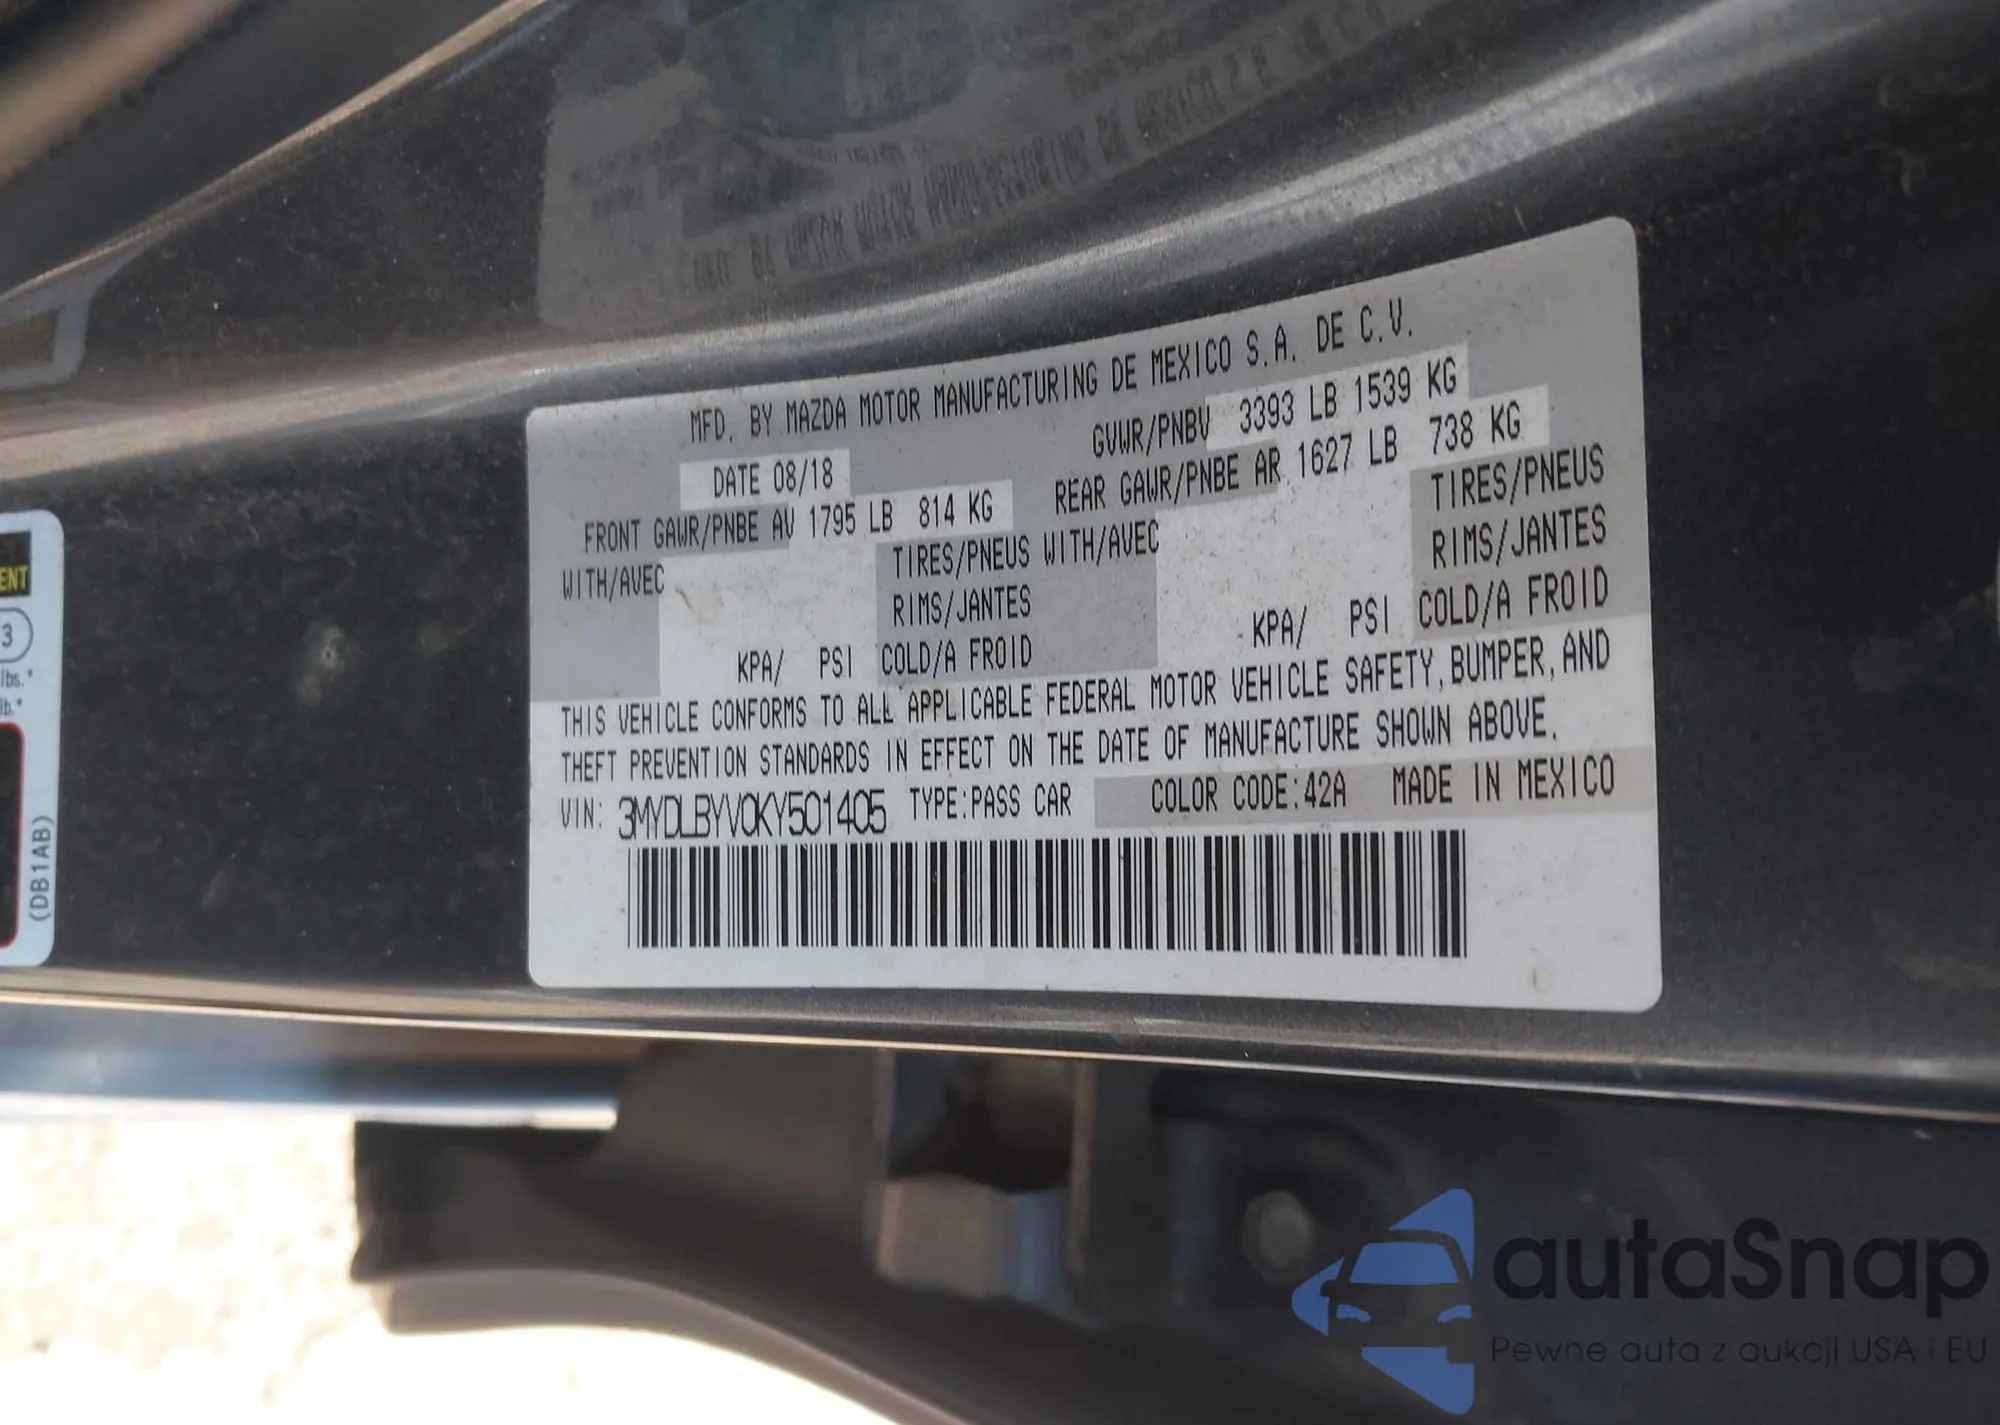 MFD. BY MAZDA MOTOR MANUFACTURING DE MEXICO S.A. DE C.V.
DATE 08/18 GVWR/PNBV 3393 LB 1539 KG
FRONT GAWR/PNBE AV 1795 LB 814 KG REAR GAWR/PNBE AR 1627 LB 738 KG
WITH/AVEC TIRES/PNEUS WITH/AVEC TIRES/PNEUS
RIMS/JANTES RIMS/JANTES
KPA/ PSI COLD/A FROID KPA/ PSI COLD/A FROID
THIS VEHICLE CONFORMS TO ALL APPLICABLE FEDERAL MOTOR VEHICLE SAFETY, BUMPER, AND
THEFT PREVENTION STANDARDS IN EFFECT ON THE DATE OF MANUFACTURE SHOWN ABOVE.
VIN: 3MYDLBYV0KY501405 TYPE:PASS CAR COLOR CODE:42A MADE IN MEXICO
ENT
3
lbs.*
lb.*
(DB1AB)
autaSnap
Pewne auta z aukcji USA i EU